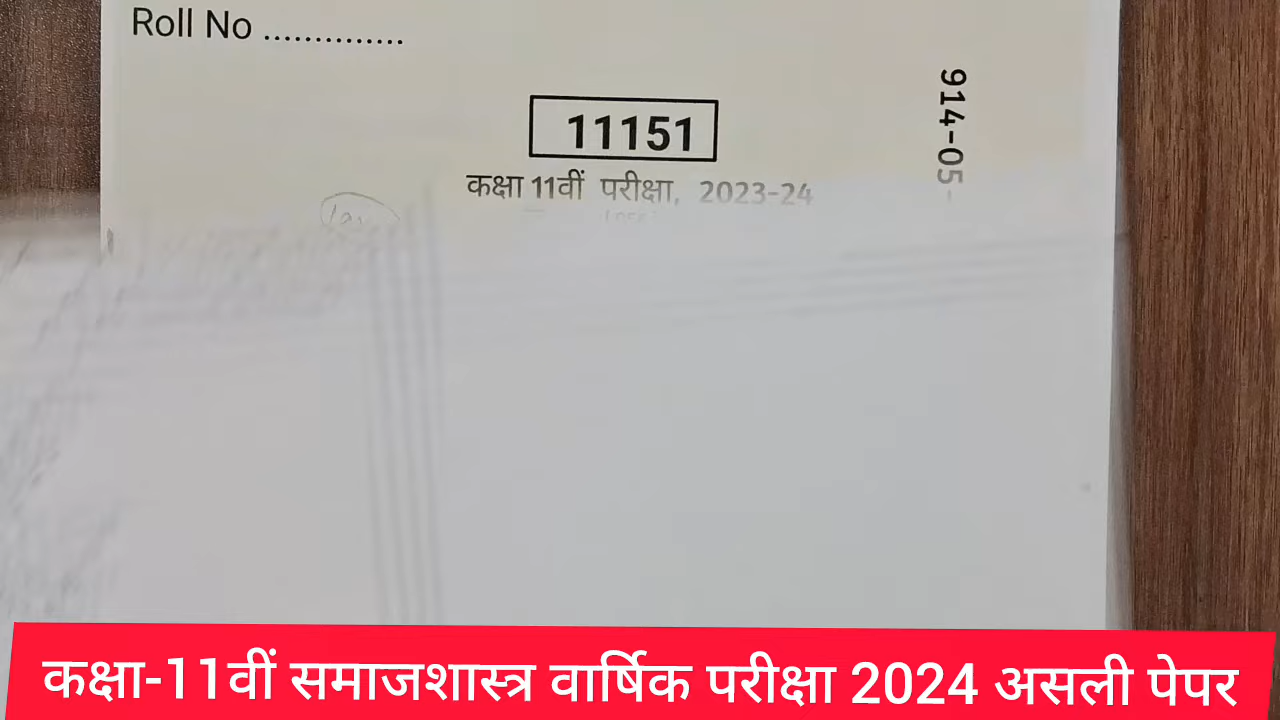 Roll No ..............
914-05-
11151
कक्षा 11वीं परीक्षा, 2023-24
कक्षा-11वीं समाजशास्त्र वार्षिक परीक्षा 2024 असली पेपर